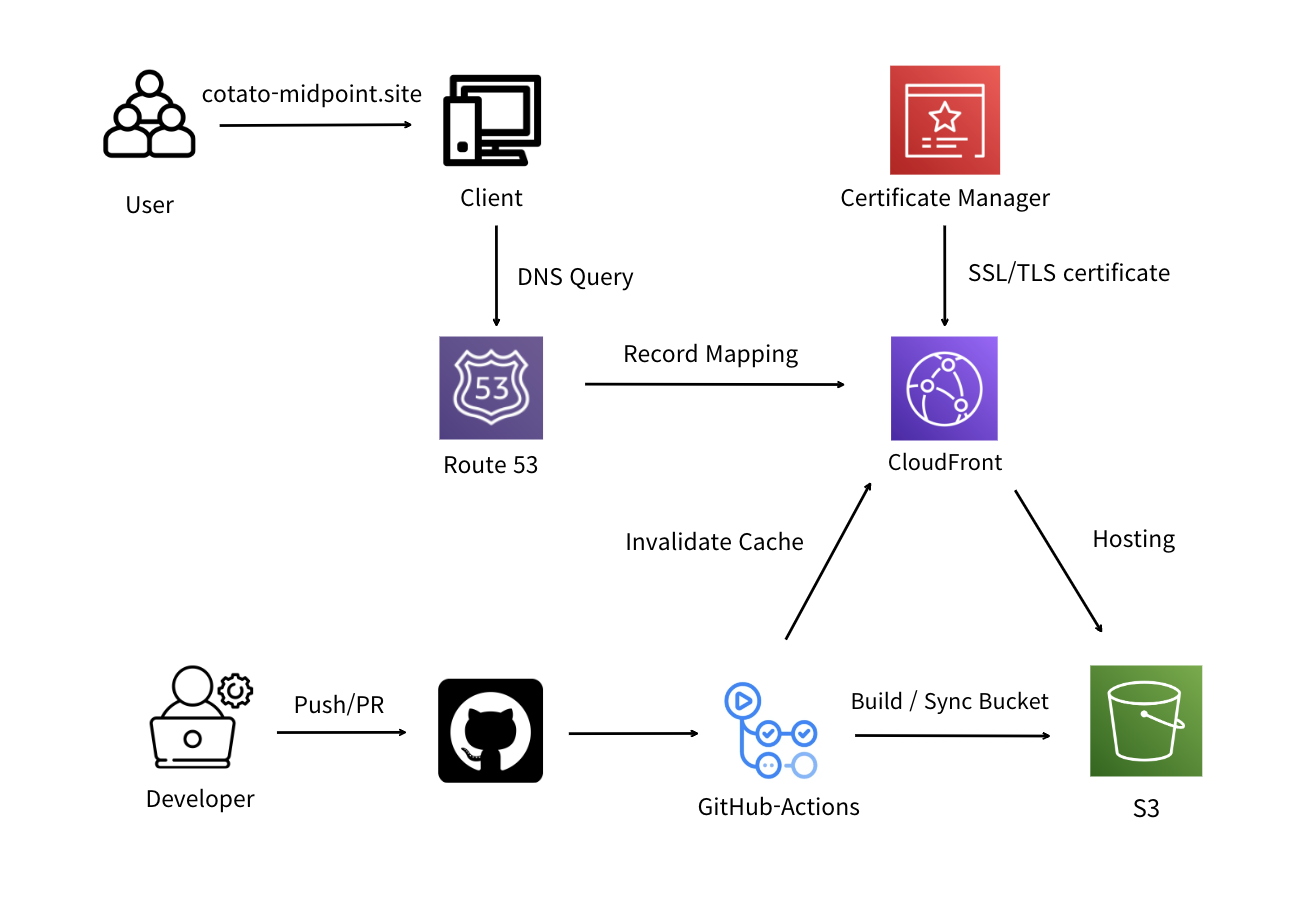 cotato-midpoint.site
User
Client
Certificate Manager
DNS Query
SSL/TLS certificate
53
Record Mapping
Route 53
CloudFront
Invalidate Cache
Hosting
Push/PR
Build / Sync Bucket
Developer
GitHub-Actions
S3